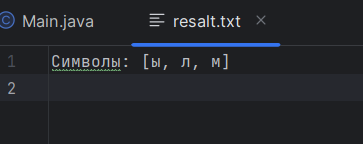 Main.java
resalt.txt
1 Символы: [ы, л, м]
2